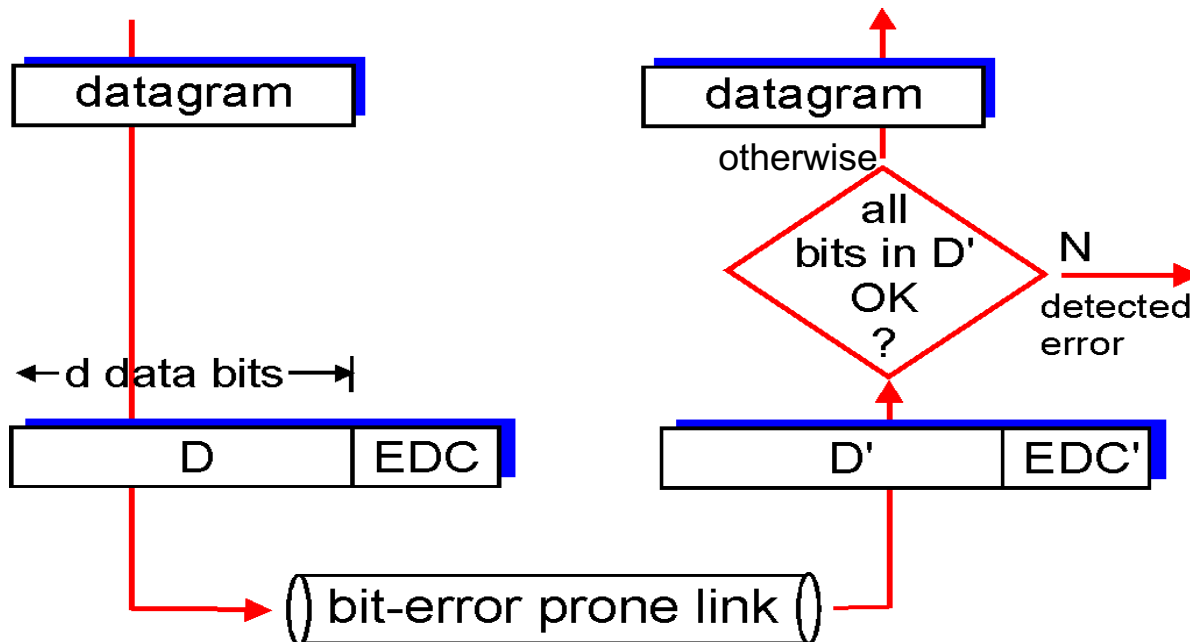 datagram
d data bits
D
EDC
bit-error prone link
datagram
otherwise
all
bits in D'
OK
?
N
detected
error
D'
EDC'